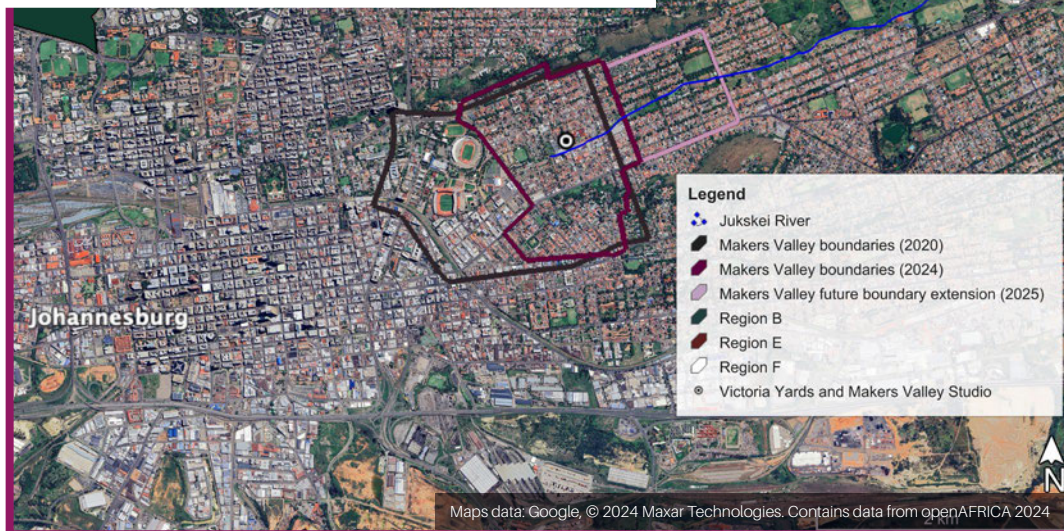 Johannesburg
Legend
Jukskei River
Makers Valley boundaries (2020)
Makers Valley boundaries (2024)
Makers Valley future boundary extension (2025)
Region B
Region E
Region F
Victoria Yards and Makers Valley Studio
N
2 km
Maps data: Google, © 2024 Maxar Technologies. Contains data from openAFRICA 2024